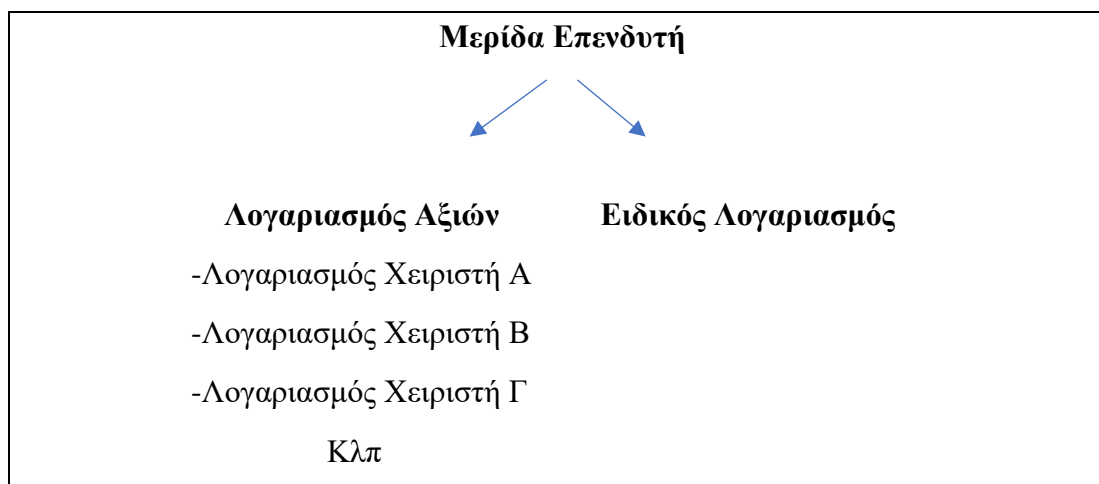 Μερίδα Επενδυτή
Λογαριασμός Αξιών Ειδικός Λογαριασμός
-Λογαριασμός Χειριστή Α
-Λογαριασμός Χειριστή Β
-Λογαριασμός Χειριστή Γ
Κλπ